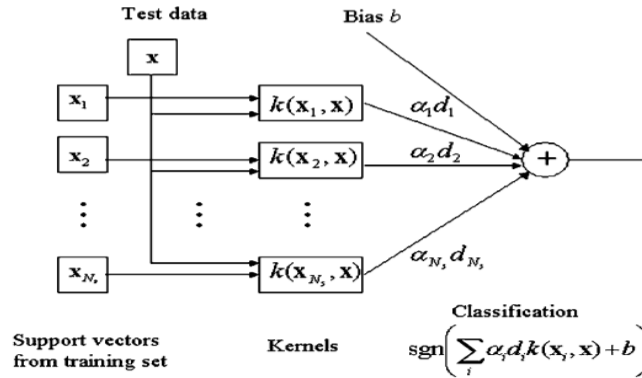 Test data
Bias b
x
x₁
k(x₁, x)
α₁d₁
x₂
k(x₂, x)
α₂d₂
+
x_{N_s}
k(x_{N_s}, x)
α_{N_s} d_{N_s}
Support vectors
from training set
Kernels
Classification
sgn(∑_i α_i d_i k(x_i, x) + b